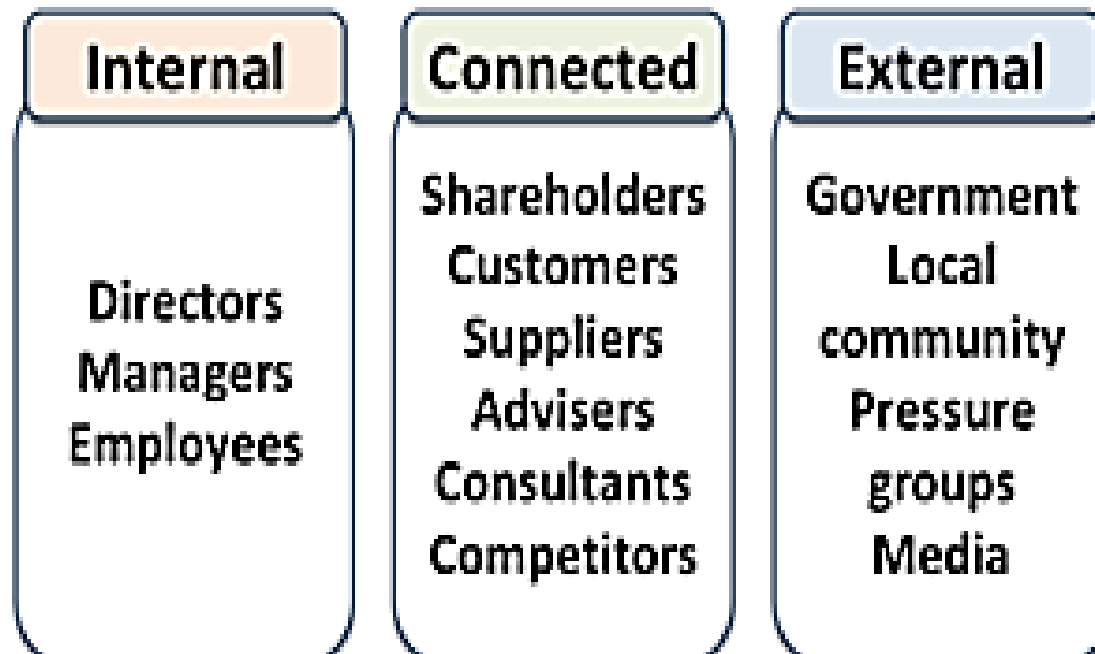 Internal
Directors
Managers
Employees
Connected
Shareholders
Customers
Suppliers
Advisers
Consultants
Competitors
External
Government
Local
community
Pressure
groups
Media